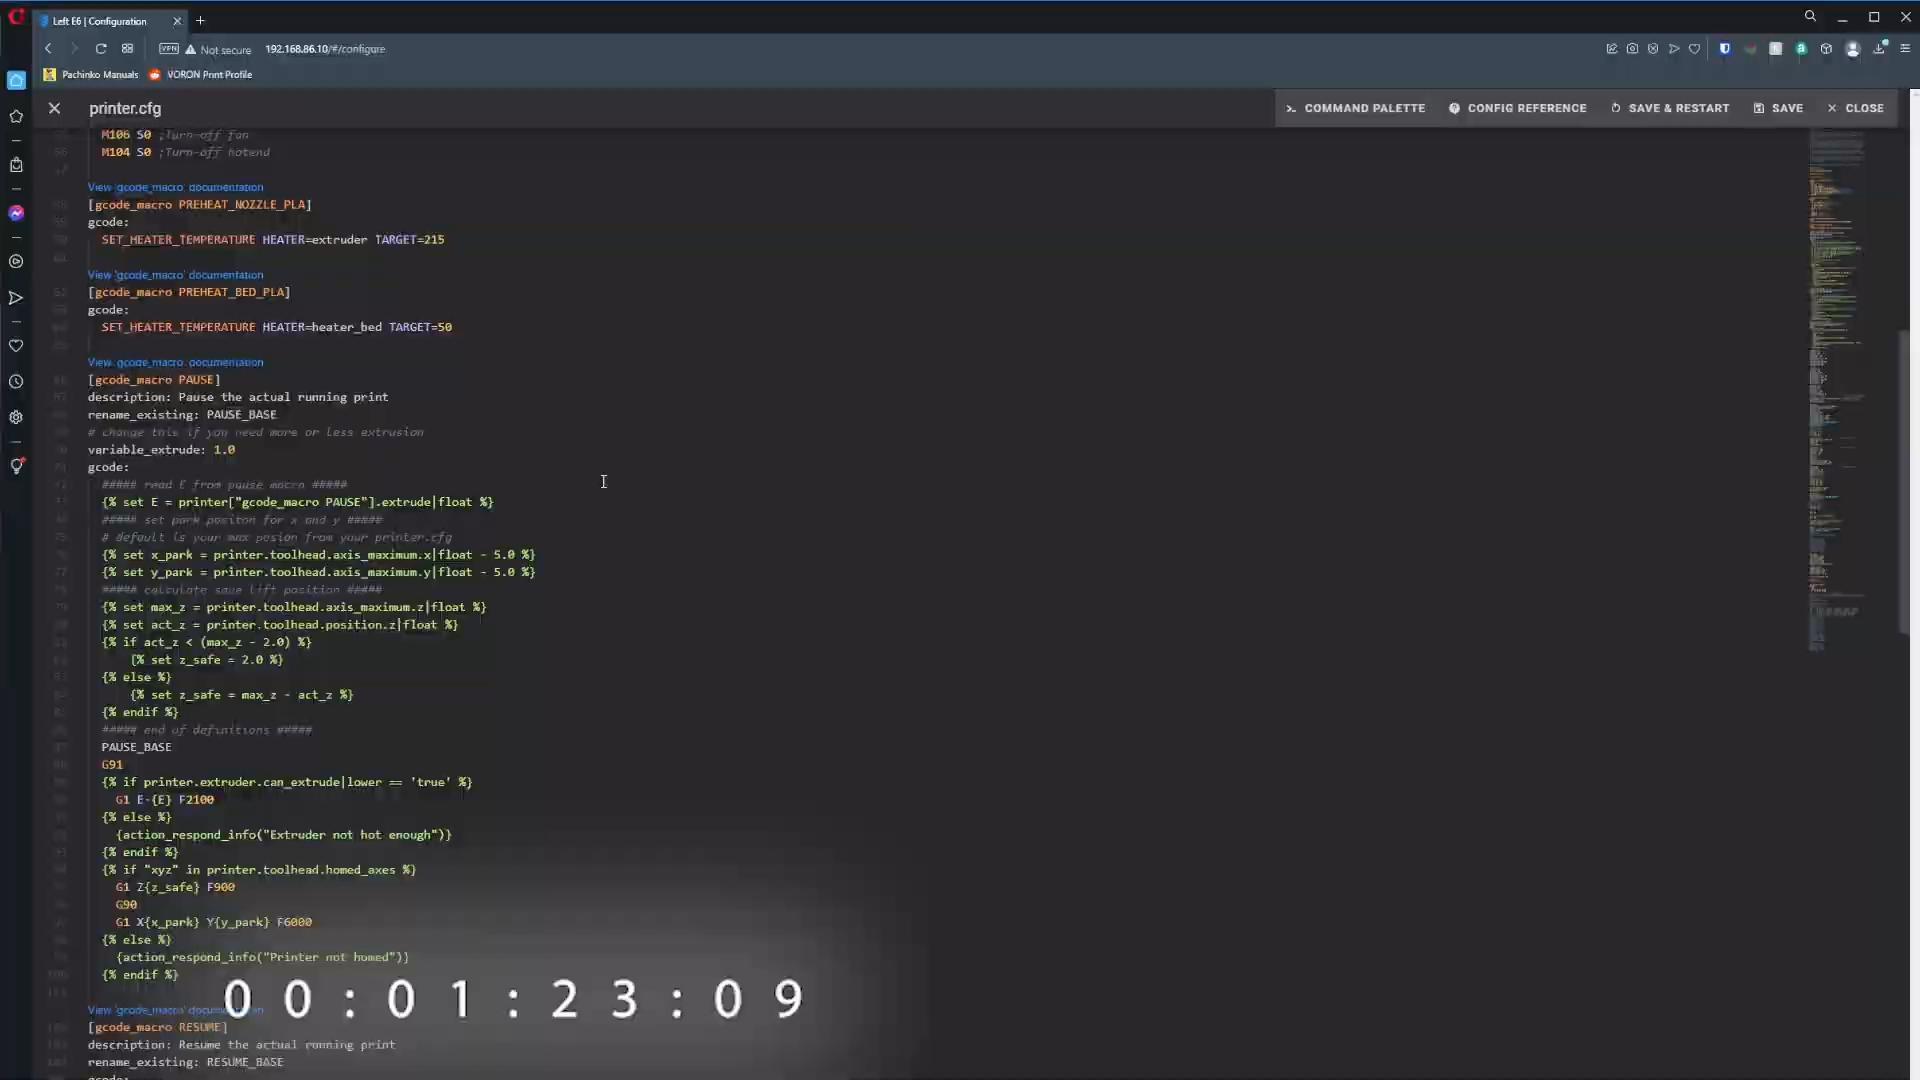 Left E6 | Configuration
VPN Not secure 192.168.86.10/#/configure
Pachinko Manuals VORON Print Profile
printer.cfg COMMAND PALETTE CONFIG REFERENCE SAVE & RESTART SAVE CLOSE
M106 S0 ;Turn-off fan
M104 S0 ;Turn-off hotend
View 'gcode_macro' documentation
[gcode_macro PREHEAT_NOZZLE_PLA]
gcode:
SET_HEATER_TEMPERATURE HEATER=extruder TARGET=215
View 'gcode_macro' documentation
[gcode_macro PREHEAT_BED_PLA]
gcode:
SET_HEATER_TEMPERATURE HEATER=heater_bed TARGET=50
View 'gcode_macro' documentation
[gcode_macro PAUSE]
description: Pause the actual running print
rename_existing: PAUSE_BASE
# change this if you need more or less extrusion
variable_extrude: 1.0
gcode:
##### read E from pause macro #####
{% set E = printer["gcode_macro PAUSE"].extrude|float %}
##### set park positon for x and y #####
# default is your max posion from your printer.cfg
{% set x_park = printer.toolhead.axis_maximum.x|float - 5.0 %}
{% set y_park = printer.toolhead.axis_maximum.y|float - 5.0 %}
##### calculate save lift position #####
{% set max_z = printer.toolhead.axis_maximum.z|float %}
{% set act_z = printer.toolhead.position.z|float %}
{% if act_z < (max_z - 2.0) %}
{% set z_safe = 2.0 %}
{% else %}
{% set z_safe = max_z - act_z %}
{% endif %}
##### end of definitions #####
PAUSE_BASE
G91
{% if printer.extruder.can_extrude|lower == 'true' %}
G1 E-{E} F2100
{% else %}
{action_respond_info("Extruder not hot enough")}
{% endif %}
{% if "xyz" in printer.toolhead.homed_axes %}
G1 Z{z_safe} F900
G90
G1 X{x_park} Y{y_park} F6000
{% else %}
{action_respond_info("Printer not homed")}
{% endif %}
00:01:23:09
View 'gcode_macro' documentation
[gcode_macro RESUME]
description: Resume the actual running print
rename_existing: RESUME_BASE
gcode: